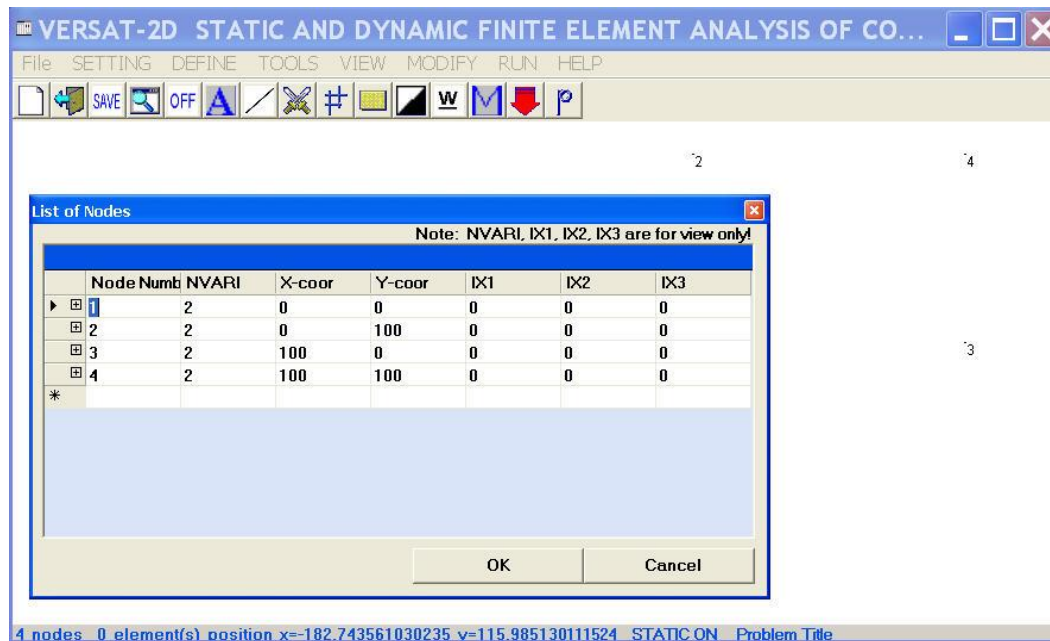 VERSAT-2D STATIC AND DYNAMIC FINITE ELEMENT ANALYSIS OF CO...
File SETTING DEFINE TOOLS VIEW MODIFY RUN HELP
SAVE OFF A W M P
2 4
List of Nodes
Note: NVARI, IX1, IX2, IX3 are for view only!
Node Numb NVARI X-coor Y-coor IX1 IX2 IX3
1 2 0 0 0 0 0
2 2 0 100 0 0 0
3 2 100 0 0 0 0
3
4 2 100 100 0 0 0
OK Cancel
4 nodes 0 element(s) position x=-182.743561030235 y=115.985130111524 STATIC ON Problem Title